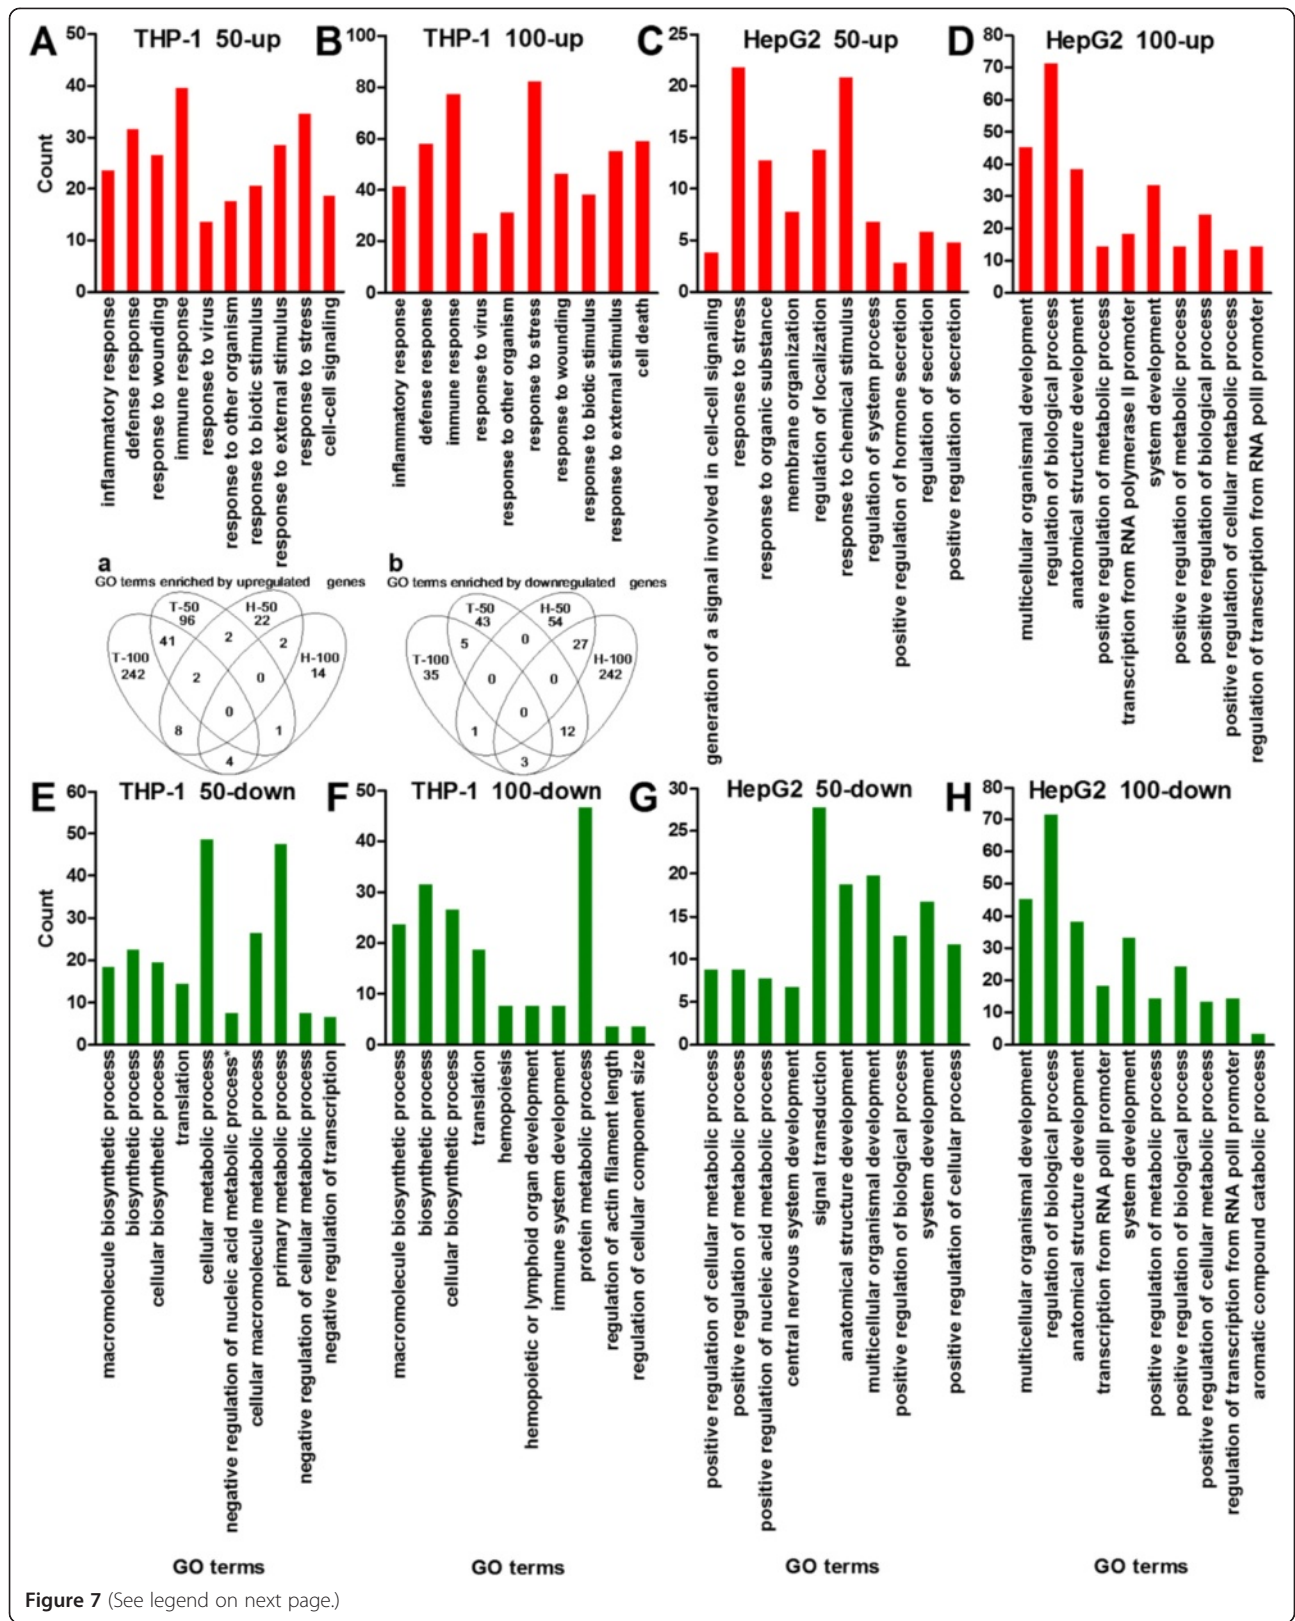 A THP-1 50-up
50
40
30
20
10
0
Count
inflammatory response
defense response
response to wounding
immune response
response to virus
response to other organism
response to biotic stimulus
response to external stimulus
response to stress
cell-cell signaling
B THP-1 100-up
100
80
60
40
20
0
inflammatory response
defense response
immune response
response to virus
response to other organism
response to stress
response to wounding
response to biotic stimulus
response to external stimulus
cell death
C HepG2 50-up
25
20
15
10
5
0
generation of a signal involved in cell-cell signaling
response to stress
response to organic substance
membrane organization
regulation of localization
response to chemical stimulus
regulation of system process
positive regulation of hormone secretion
regulation of secretion
positive regulation of secretion
D HepG2 100-up
80
70
60
50
40
30
20
10
0
multicellular organismal development
regulation of biological process
anatomical structure development
positive regulation of metabolic process
transcription from RNA polymerase II promoter
system development
positive regulation of metabolic process
positive regulation of biological process
positive regulation of cellular metabolic process
regulation of transcription from RNA polII promoter
a
GO terms enriched by upregulated genes
T-50
96
H-50
22
41
2
2
T-100
242
H-100
14
2
0
0
8
1
4
b
GO terms enriched by downregulated genes
T-50
43
H-50
54
5
0
27
T-100
35
H-100
242
0
0
0
1
12
3
E THP-1 50-down
60
50
40
30
20
10
0
Count
macromolecule biosynthetic process
biosynthetic process
cellular biosynthetic process
translation
cellular metabolic process
negative regulation of nucleic acid metabolic process*
cellular macromolecule metabolic process
primary metabolic process
negative regulation of cellular metabolic process
negative regulation of transcription
GO terms
F THP-1 100-down
50
40
30
20
10
0
macromolecule biosynthetic process
biosynthetic process
cellular biosynthetic process
translation
hemopoiesis
hemopoietic or lymphoid organ development
immune system development
protein metabolic process
regulation of actin filament length
regulation of cellular component size
GO terms
G HepG2 50-down
30
25
20
15
10
5
0
positive regulation of cellular metabolic process
positive regulation of metabolic process
positive regulation of nucleic acid metabolic process
central nervous system development
signal transduction
anatomical structure development
multicellular organismal development
positive regulation of biological process
system development
positive regulation of cellular process
GO terms
H HepG2 100-down
80
70
60
50
40
30
20
10
0
multicellular organismal development
regulation of biological process
anatomical structure development
transcription from RNA polII promoter
system development
positive regulation of metabolic process
positive regulation of biological process
positive regulation of cellular metabolic process
regulation of transcription from RNA polII promoter
aromatic compound catabolic process
GO terms
Figure 7 (See legend on next page.)